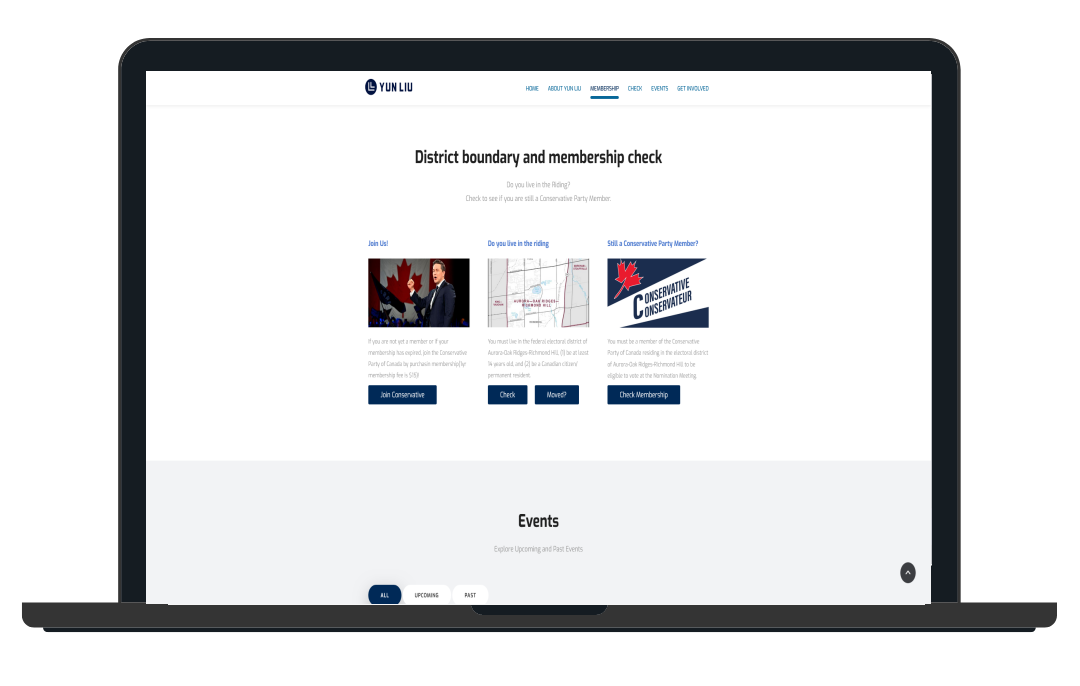 YUN LIU
HOME ABOUT YUN LIU MEMBERSHIP CHECK EVENTS GET INVOLVED
District boundary and membership check
Do you live in the Riding?
Check to see if you are still a Conservative Party Member.
Join Us!
If you are not yet a member or if your
membership has expired, join the Conservative
Party of Canada by purchasin membership(1yr
membership fee is $15)!
Join Conservative
Do you live in the riding
AURORA—OAK RIDGES—
RICHMOND HILL
You must live in the Federal electoral district of
Aurora-Oak Ridges-Richmond Hill, (1) be at least
14 years old, and (2) be a Canadian citizen/
permanent resident.
Check Moved?
Still a Conservative Party Member?
CONSERVATIVE
CONSERVATEUR
You must be a member of the Conservative
Party of Canada residing in the electoral district
of Aurora-Oak Ridges-Richmond Hill to be
eligible to vote at the Nomination Meeting.
Check Membership
Events
Explore Upcoming and Past Events
ALL UPCOMING PAST